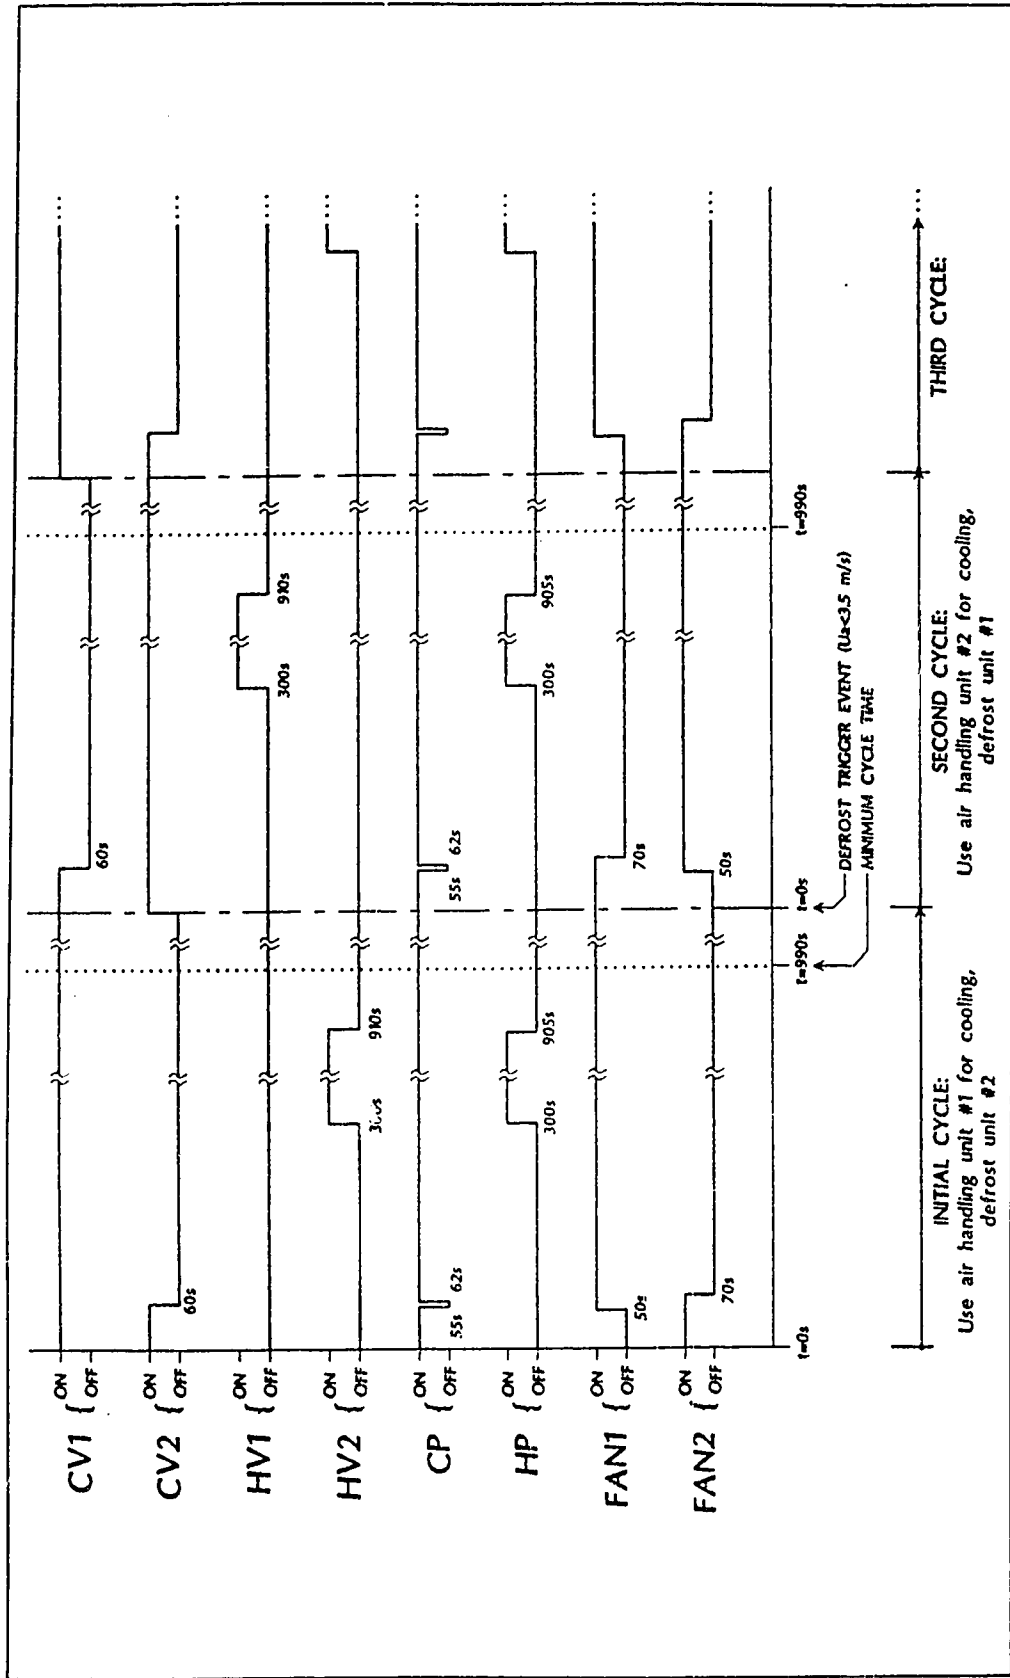 CV1 { ON
OFF
60s
CV2 { ON
OFF
60s
HV1 { ON
OFF
300s 910s
HV2 { ON
OFF
910s
CP { ON
OFF
55s 62s 55s 62s
HP { ON
OFF
300s 905s 300s 905s
FAN1 { ON
OFF
50s 70s
FAN2 { ON
OFF
70s 50s
t=0s t=990s t=0s t=990s
DEFROST TRIGGER EVENT (Ua<3.5 m/s)
MINIMUM CYCLE TIME
INITIAL CYCLE:
Use air handling unit #1 for cooling,
defrost unit #2
SECOND CYCLE:
Use air handling unit #2 for cooling,
defrost unit #1
THIRD CYCLE: